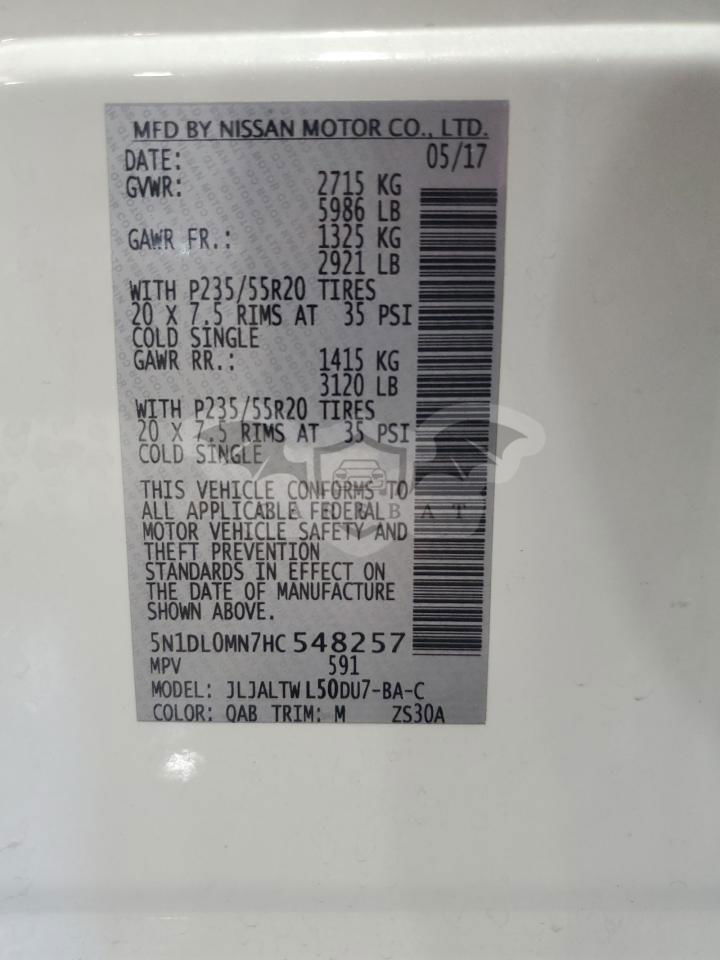 MFD BY NISSAN MOTOR CO., LTD.
DATE: 05/17
GVWR: 2715 KG
5986 LB
GAWR FR.: 1325 KG
2921 LB
WITH P235/55R20 TIRES
20 X 7.5 RIMS AT 35 PSI
COLD SINGLE
GAWR RR.: 1415 KG
3120 LB
WITH P235/55R20 TIRES
20 X 7.5 RIMS AT 35 PSI
COLD SINGLE
THIS VEHICLE CONFORMS TO
ALL APPLICABLE FEDERAL
MOTOR VEHICLE SAFETY AND
THEFT PREVENTION
STANDARDS IN EFFECT ON
THE DATE OF MANUFACTURE
SHOWN ABOVE.
5N1DL0MN7HC 548257
MPV 591
MODEL: JLJALTW L50DU7-BA-C
COLOR: QAB TRIM: M ZS30A